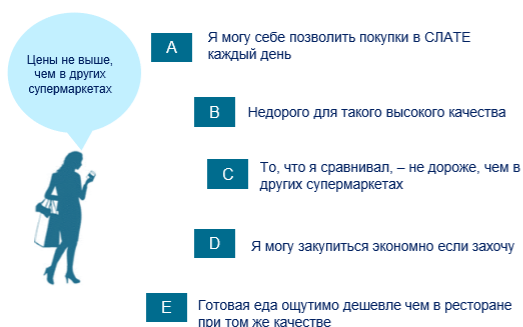 Цены не выше,
чем в других
супермаркетах
A
Я могу себе позволить покупки в СЛАТЕ
каждый день
B
Недорого для такого высокого качества
C
То, что я сравнивал, – не дороже, чем в
других супермаркетах
D
Я могу закупиться экономно если захочу
E
Готовая еда ощутимо дешевле чем в ресторане
при том же качестве